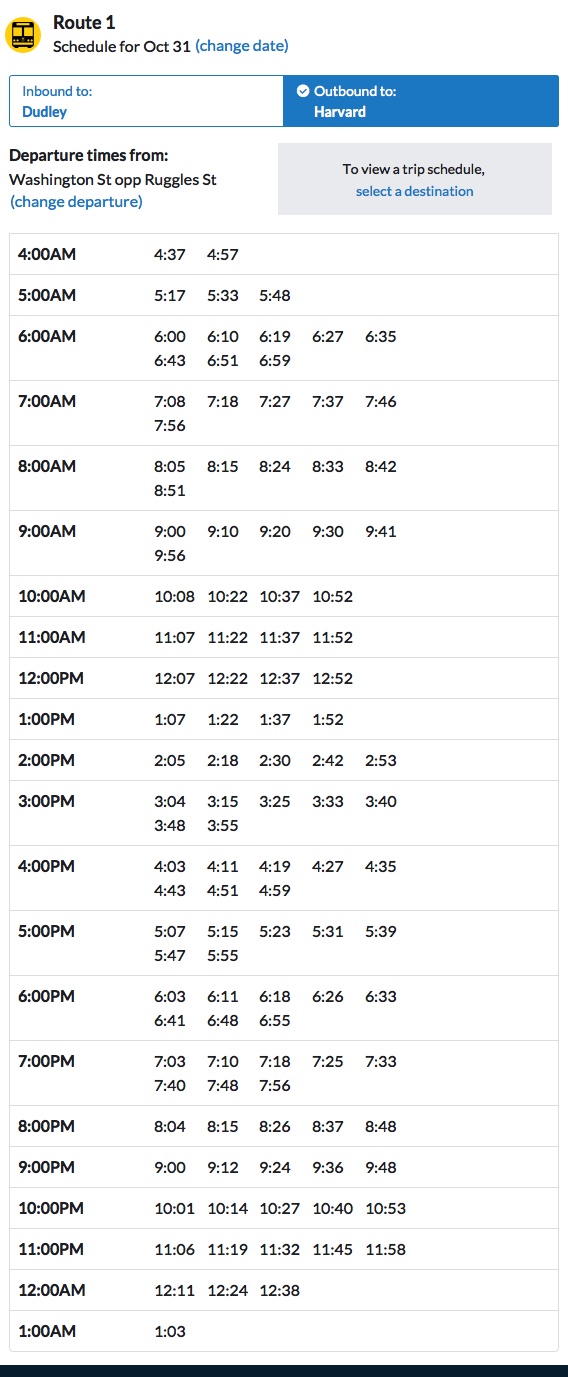 Route 1
Schedule for Oct 31 (change date)
Inbound to:
Dudley
Outbound to:
Harvard
Departure times from:
Washington St opp Ruggles St
(change departure)
To view a trip schedule,
select a destination
4:00AM 4:37 4:57
5:00AM 5:17 5:33 5:48
6:00AM 6:00 6:10 6:19 6:27 6:35
6:43 6:51 6:59
7:00AM 7:08 7:18 7:27 7:37 7:46
7:56
8:00AM 8:05 8:15 8:24 8:33 8:42
8:51
9:00AM 9:00 9:10 9:20 9:30 9:41
9:56
10:00AM 10:08 10:22 10:37 10:52
11:00AM 11:07 11:22 11:37 11:52
12:00PM 12:07 12:22 12:37 12:52
1:00PM 1:07 1:22 1:37 1:52
2:00PM 2:05 2:18 2:30 2:42 2:53
3:00PM 3:04 3:15 3:25 3:33 3:40
3:48 3:55
4:00PM 4:03 4:11 4:19 4:27 4:35
4:43 4:51 4:59
5:00PM 5:07 5:15 5:23 5:31 5:39
5:47 5:55
6:00PM 6:03 6:11 6:18 6:26 6:33
6:41 6:48 6:55
7:00PM 7:03 7:10 7:18 7:25 7:33
7:40 7:48 7:56
8:00PM 8:04 8:15 8:26 8:37 8:48
9:00PM 9:00 9:12 9:24 9:36 9:48
10:00PM 10:01 10:14 10:27 10:40 10:53
11:00PM 11:06 11:19 11:32 11:45 11:58
12:00AM 12:11 12:24 12:38
1:00AM 1:03